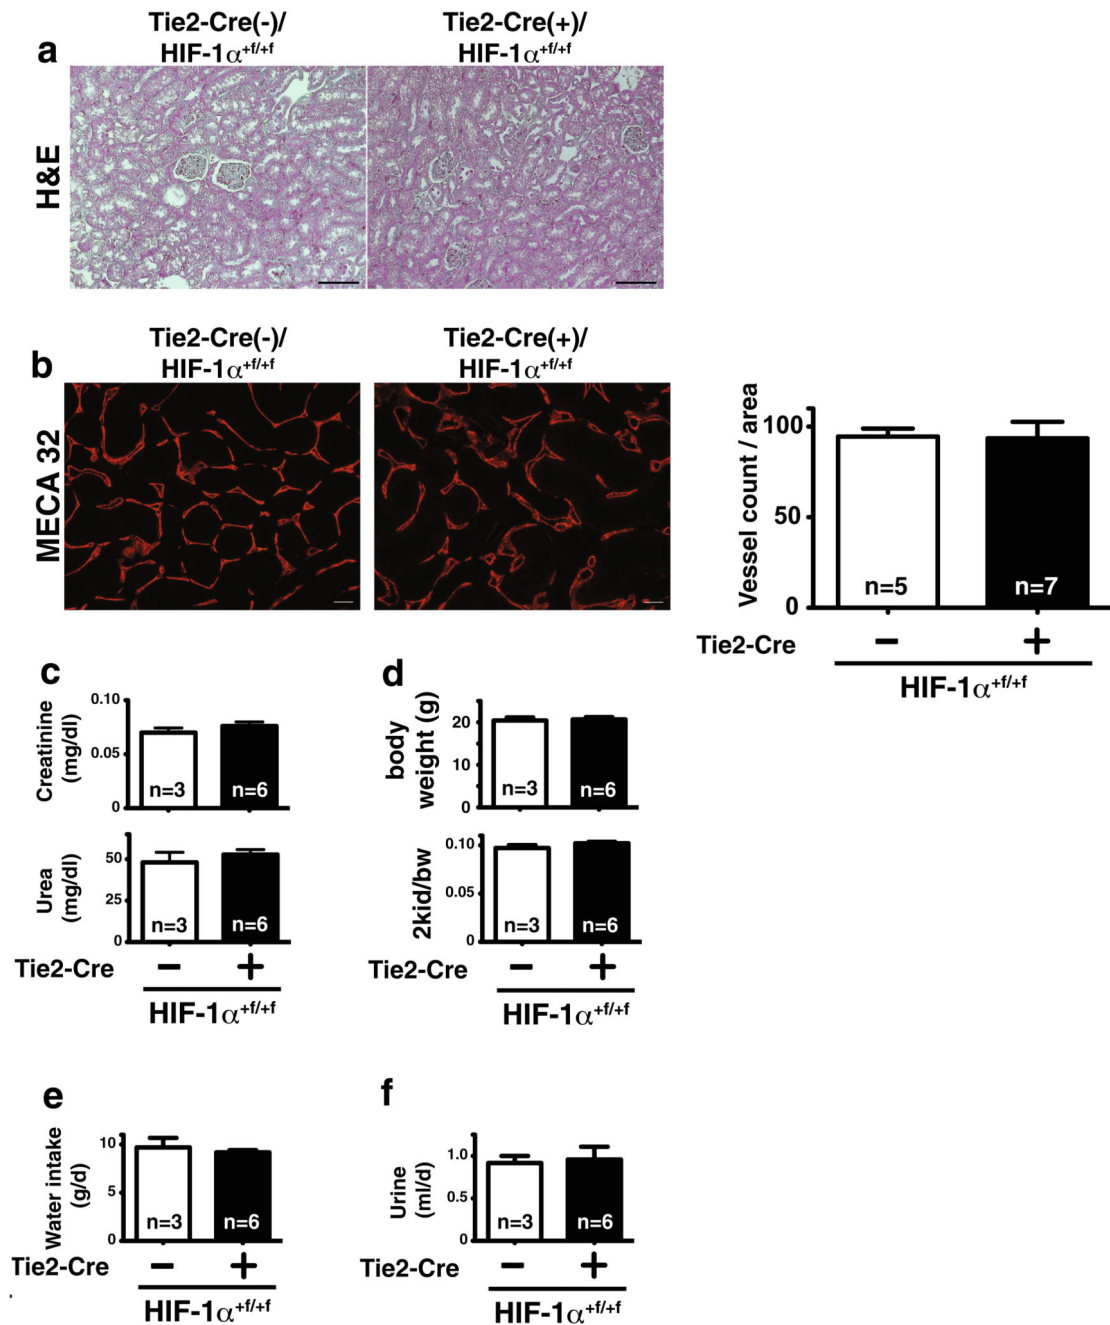 a
Tie2-Cre(-)/
HIF-1α+f/+f
Tie2-Cre(+)/
HIF-1α+f/+f
H&E
b
Tie2-Cre(-)/
HIF-1α+f/+f
Tie2-Cre(+)/
HIF-1α+f/+f
MECA 32
Vessel count / area
100
50
0
n=5
n=7
Tie2-Cre
− +
HIF-1α+f/+f
c
Creatinine
(mg/dl)
0.10
0.05
0
n=3
n=6
Urea
(mg/dl)
50
25
0
n=3
n=6
Tie2-Cre
− +
HIF-1α+f/+f
d
body
weight (g)
20
10
0
n=3
n=6
2kid/bw
0.10
0.05
0
n=3
n=6
Tie2-Cre
− +
HIF-1α+f/+f
e
Water intake
(g/d)
10
5
0
n=3
n=6
Tie2-Cre
− +
HIF-1α+f/+f
f
Urine
(ml/d)
1.0
0.5
0
n=3
n=6
Tie2-Cre
− +
HIF-1α+f/+f